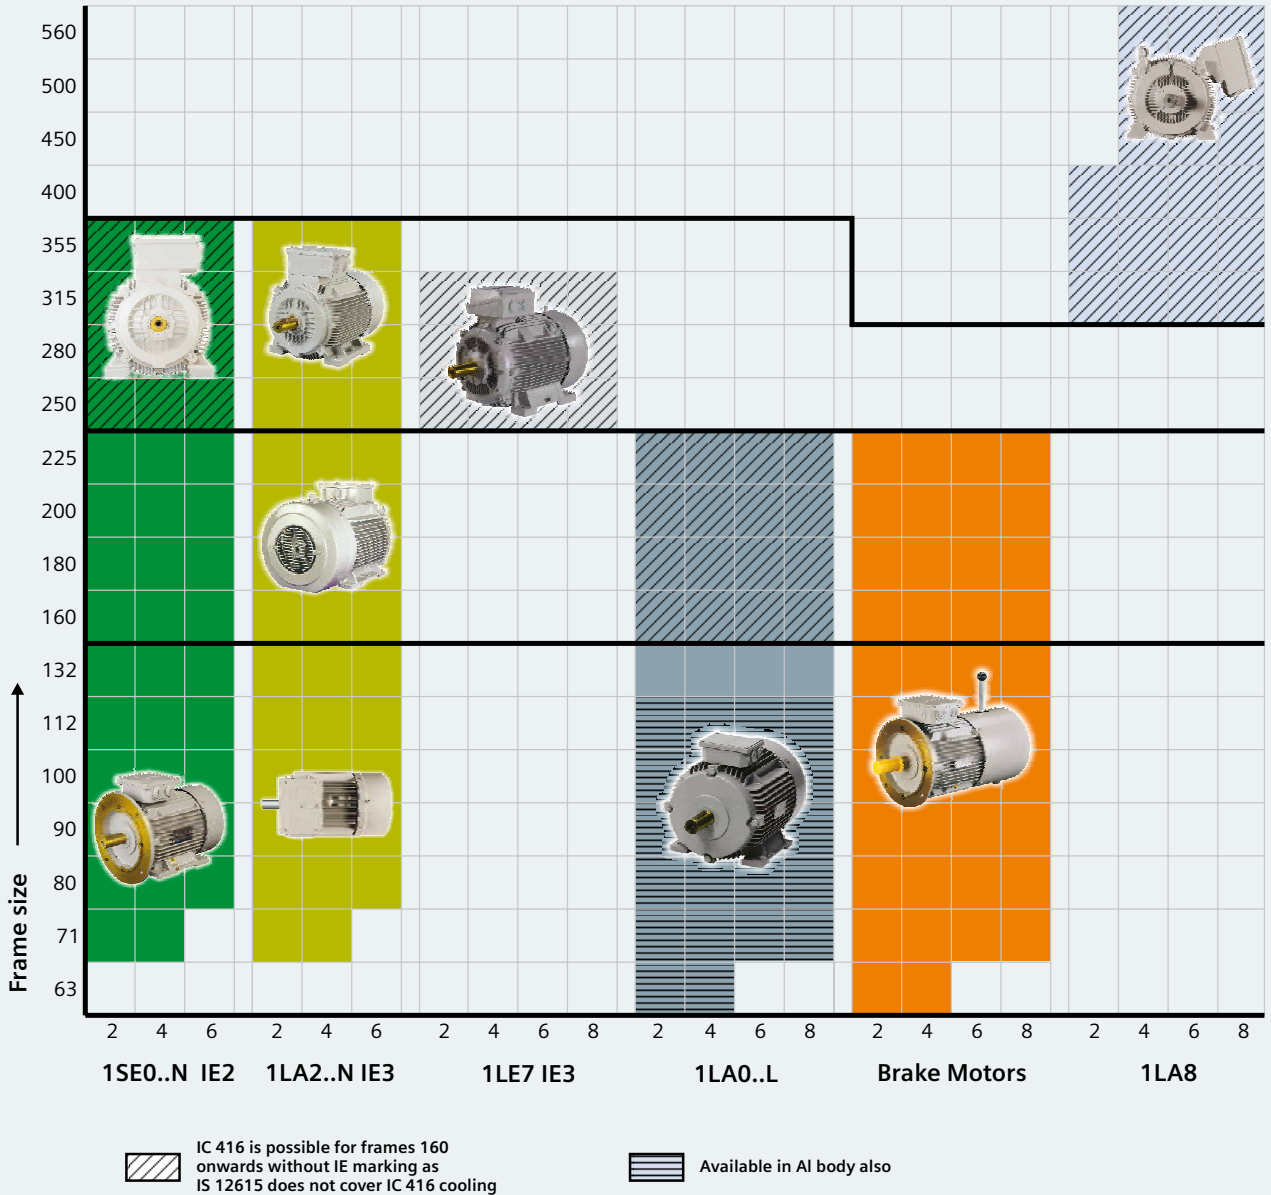 560
500
450
400
355
315
280
250
225
200
180
160
132
112
100
90
80
71
63
Frame size
2 4 6 2 4 6 2 4 6 8 2 4 6 8 2 4 6 8 2 4 6 8
1SE0..N IE2 1LA2..N IE3 1LE7 IE3 1LA0..L Brake Motors 1LA8
IC 416 is possible for frames 160
onwards without IE marking as
IS 12615 does not cover IC 416 cooling
Available in Al body also